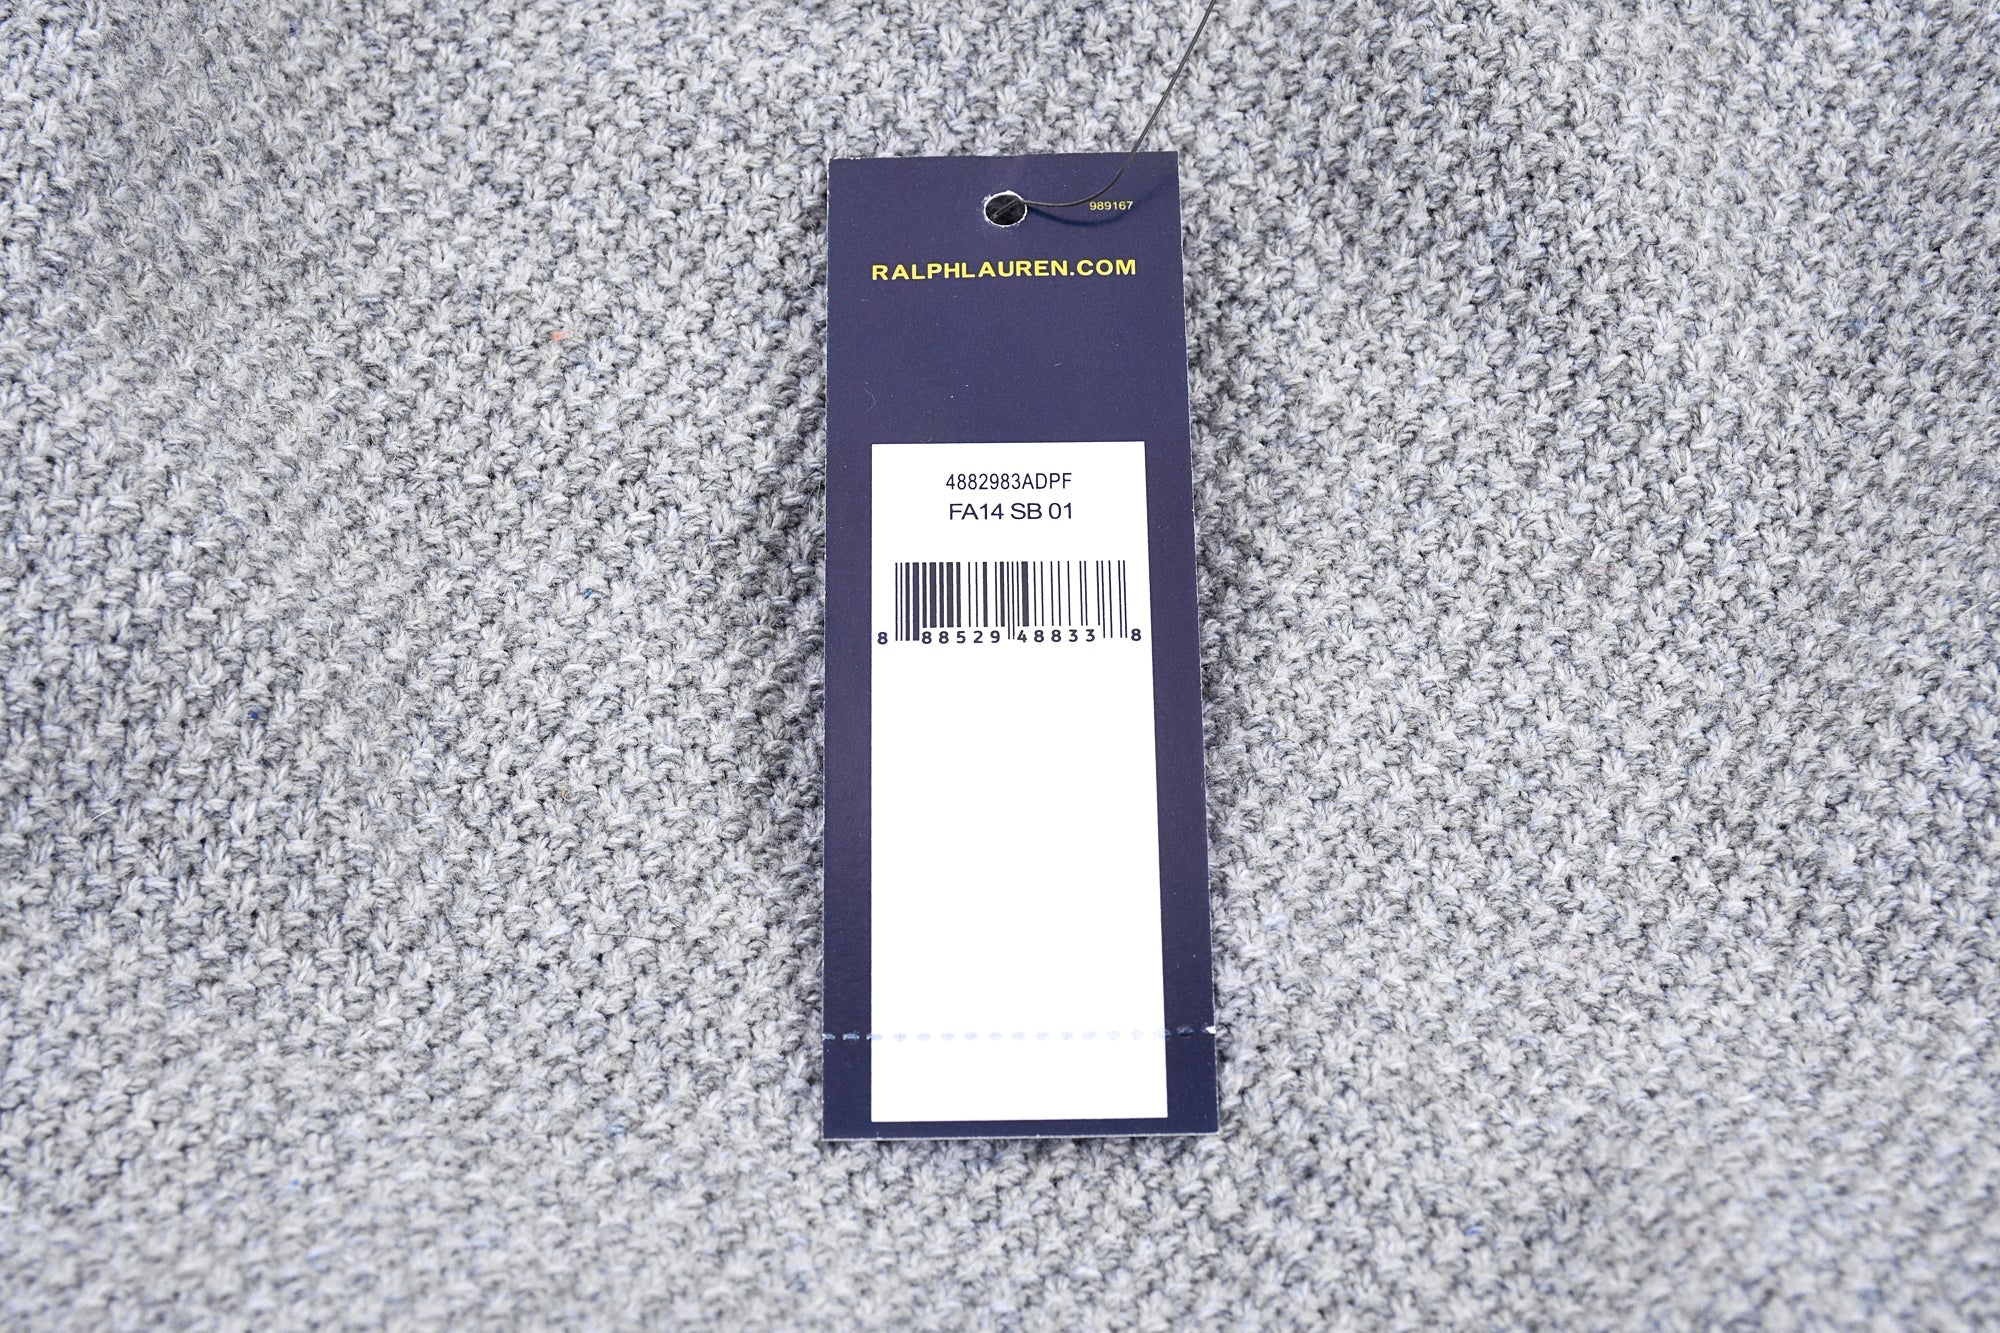 989167
RALPHLAUREN.COM
4882983ADPF
FA14 SB 01
8 88529 48833 8